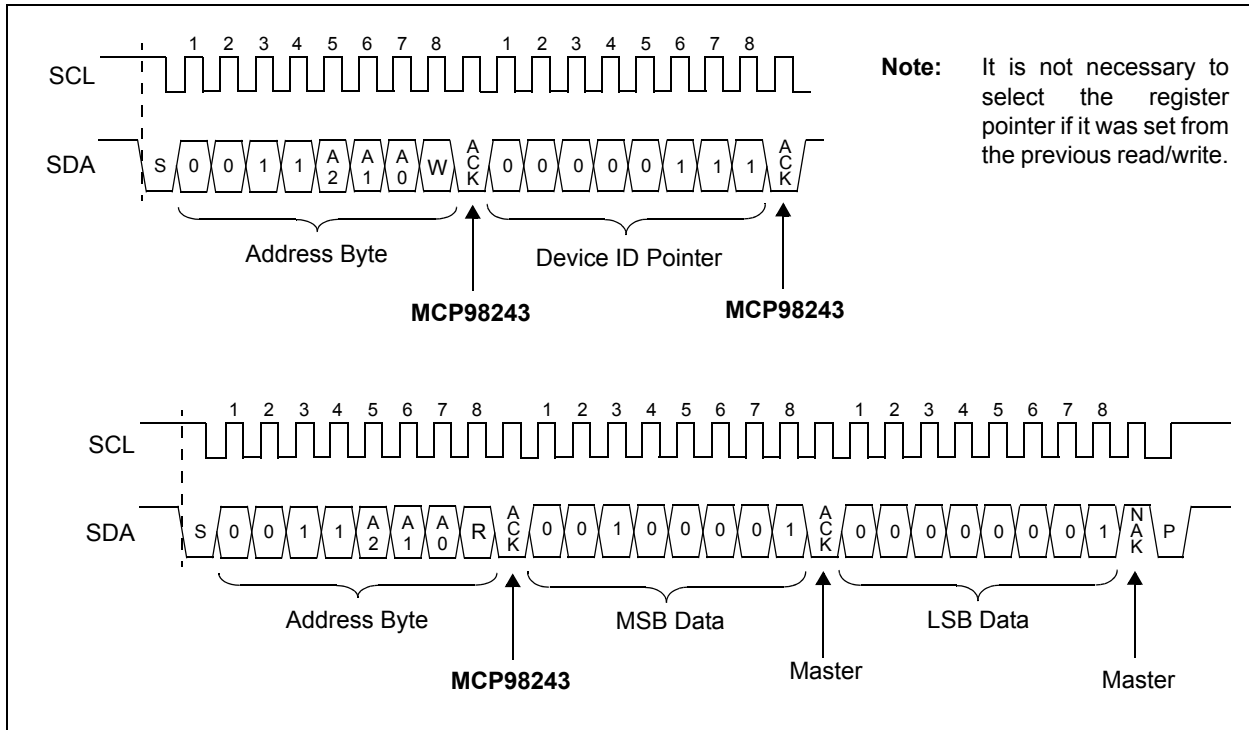 1 2 3 4 5 6 7 8 1 2 3 4 5 6 7 8
SCL
Note: It is not necessary to
select the register
pointer if it was set from
the previous read/write.
SDA
S 0 0 1 1 A2 A1 A0 W ACK 0 0 0 0 0 1 1 1 ACK
Address Byte Device ID Pointer
MCP98243 MCP98243
1 2 3 4 5 6 7 8 1 2 3 4 5 6 7 8 1 2 3 4 5 6 7 8
SCL
SDA
S 0 0 1 1 A2 A1 A0 R ACK 0 0 1 0 0 0 0 1 ACK 0 0 0 0 0 0 0 1 NAK P
Address Byte MSB Data LSB Data
MCP98243 Master Master